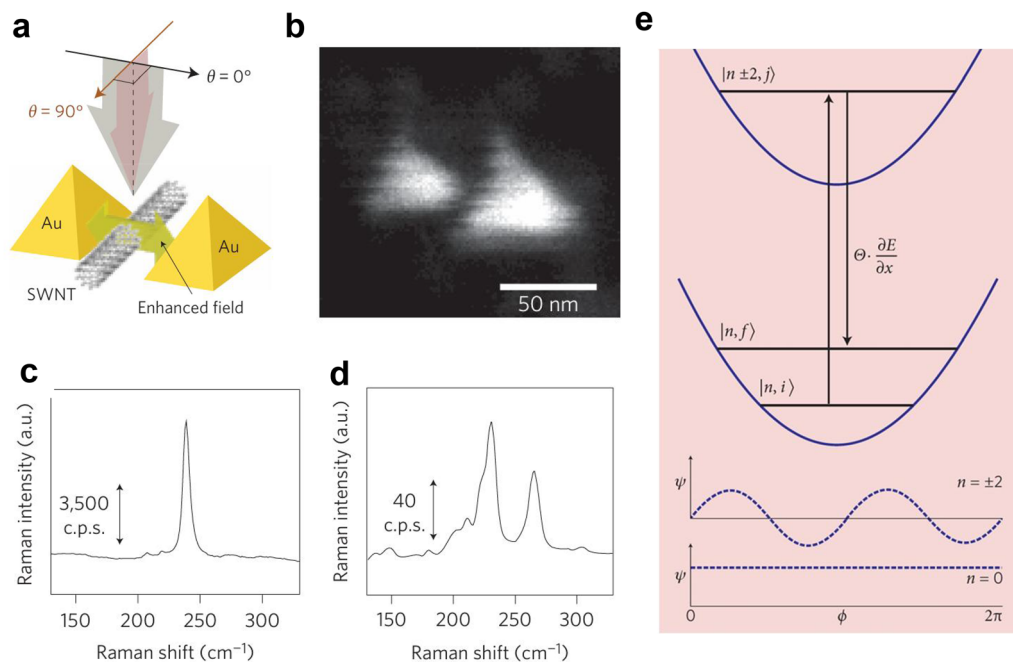 a
θ = 0°
θ = 90°
Au
Au
SWNT
Enhanced field
b
50 nm
c
Raman intensity (a.u.)
3,500
c.p.s.
150 200 250 300
Raman shift (cm⁻¹)
d
Raman intensity (a.u.)
40
c.p.s.
150 200 250 300
Raman shift (cm⁻¹)
e
|n ±2, j⟩
Θ · ∂E/∂x
|n, f⟩
|n, i⟩
ψ
n = ±2
ψ
n = 0
0 ϕ 2π